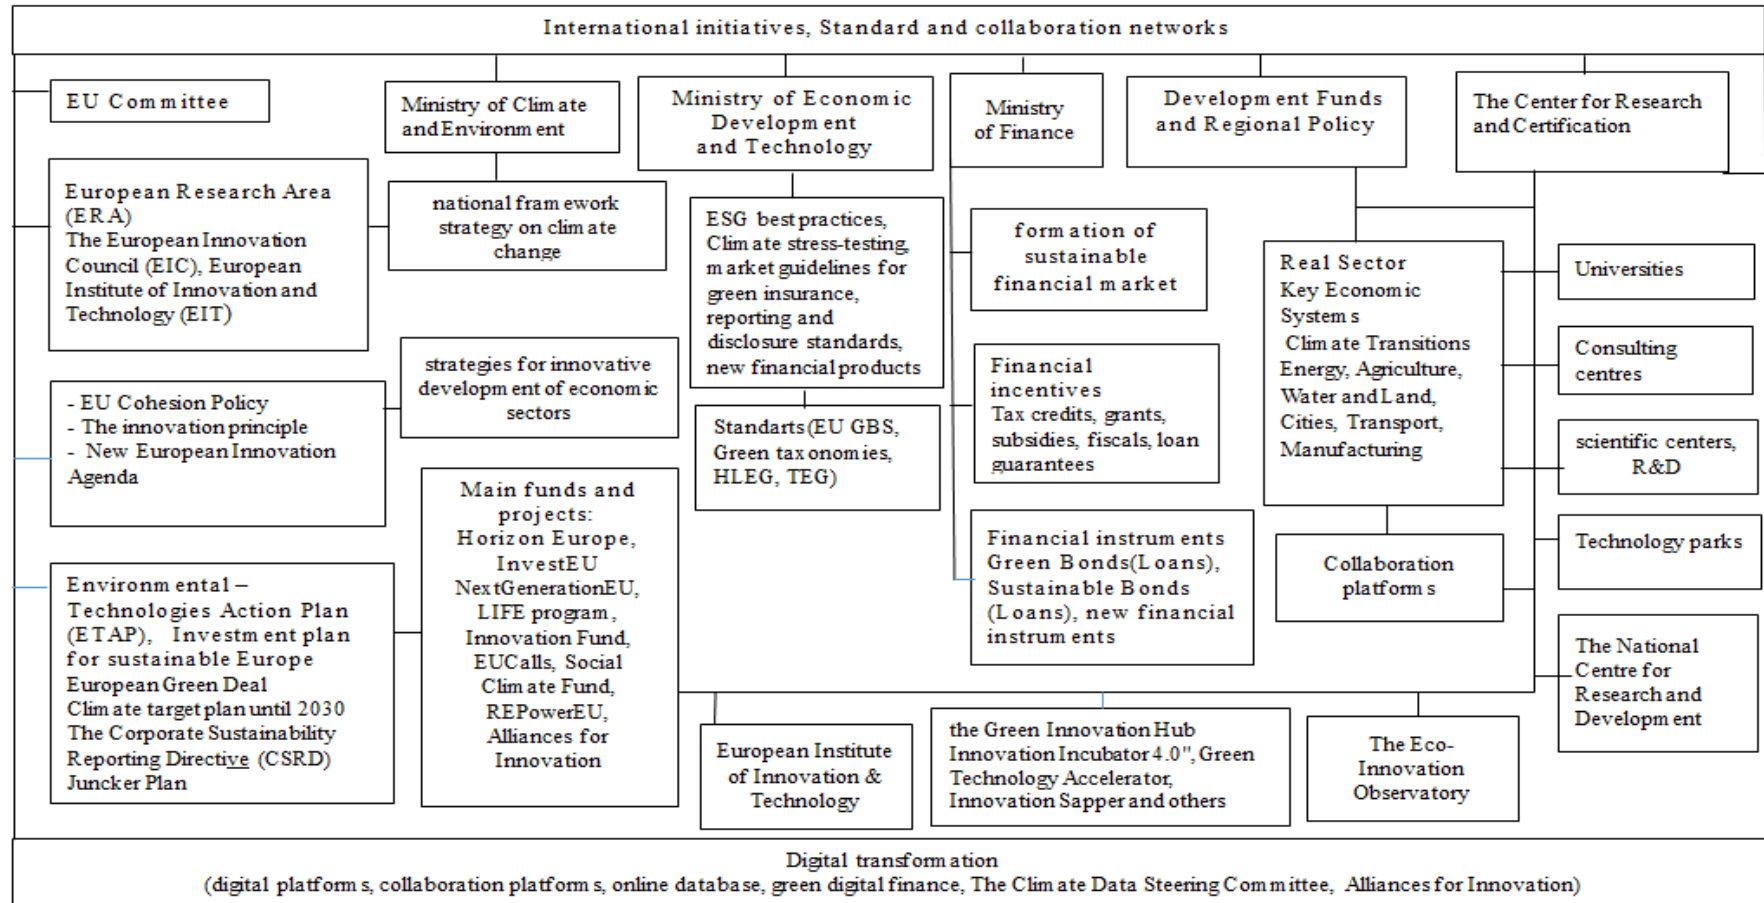 International initiatives, Standard and collaboration networks
EU Committee
Ministry of Climate
and Environment
Ministry of Economic
Development
and Technology
Ministry
of Finance
Development Funds
and Regional Policy
The Center for Research
and Certification
European Research Area
(ERA)
The European Innovation
Council (EIC), European
Institute of Innovation and
Technology (EIT)
national framework
strategy on climate
change
ESG best practices,
Climate stress-testing,
market guidelines for
green insurance,
reporting and
disclosure standards,
new financial products
formation of
sustainable
financial market
Real Sector
Key Economic
Systems
Climate Transitions
Energy, Agriculture,
Water and Land,
Cities, Transport,
Manufacturing
Universities
Consulting
centres
scientific centers,
R&D
Technology parks
The National
Centre for
Research and
Development
- EU Cohesion Policy
- The innovation principle
- New European Innovation
Agenda
strategies for innovative
development of economic
sectors
Standarts (EU GBS,
Green taxonomies,
HLEG, TEG)
Financial
incentives
Tax credits, grants,
subsidies, fiscals, loan
guarantees
Financial instruments
Green Bonds(Loans),
Sustainable Bonds
(Loans), new financial
instruments
Collaboration
platforms
Environmental –
Technologies Action Plan
(ETAP), Investment plan
for sustainable Europe
European Green Deal
Climate target plan until 2030
The Corporate Sustainability
Reporting Directive (CSRD)
Juncker Plan
Main funds and
projects:
Horizon Europe,
InvestEU
NextGenerationEU,
LIFE program,
Innovation Fund,
EUCalls, Social
Climate Fund,
REPowerEU,
Alliances for
Innovation
European Institute
of Innovation &
Technology
the Green Innovation Hub
Innovation Incubator 4.0", Green
Technology Accelerator,
Innovation Sapper and others
The Eco-
Innovation
Observatory
Digital transformation
(digital platforms, collaboration platforms, online database, green digital finance, The Climate Data Steering Committee, Alliances for Innovation)